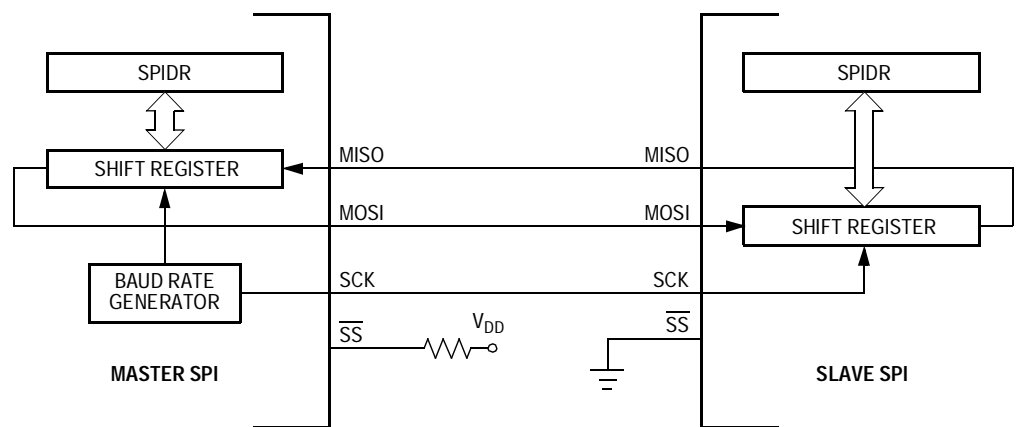 SPIDR
SPIDR
SHIFT REGISTER
MISO
MISO
MOSI
MOSI
SHIFT REGISTER
BAUD RATE
GENERATOR
SCK
SCK
SS
VDD
SS
MASTER SPI
SLAVE SPI